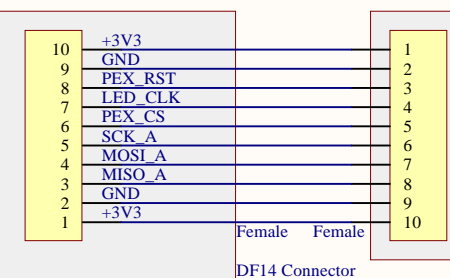 10 +3V3 1
9 GND 2
8 PEX_RST 3
7 LED_CLK 4
6 PEX_CS 5
5 SCK_A 6
4 MOSI_A 7
3 MISO_A 8
2 GND 9
1 +3V3 10
Female Female
DF14 Connector